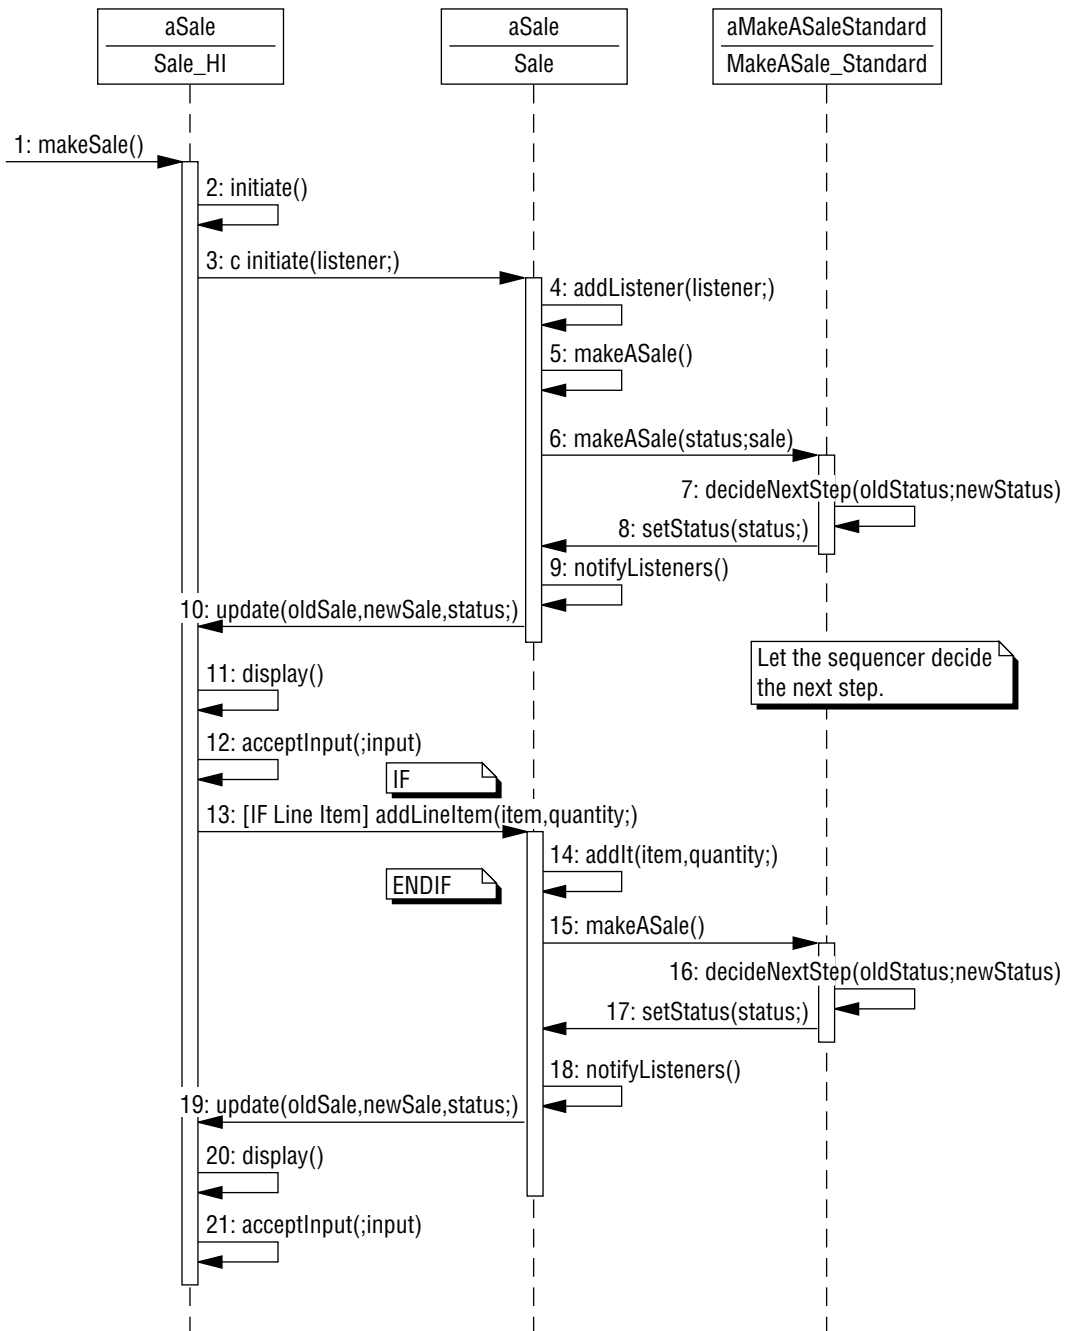 aSale
Sale_HI
aSale
Sale
aMakeASaleStandard
MakeASale_Standard
1: makeSale()
2: initiate()
3: c initiate(listener;)
4: addListener(listener;)
5: makeASale()
6: makeASale(status;sale)
7: decideNextStep(oldStatus;newStatus)
8: setStatus(status;)
9: notifyListeners()
10: update(oldSale,newSale,status;)
Let the sequencer decide
the next step.
11: display()
12: acceptInput(;input)
IF
13: [IF Line Item] addLineItem(item,quantity;)
14: addIt(item,quantity;)
ENDIF
15: makeASale()
16: decideNextStep(oldStatus;newStatus)
17: setStatus(status;)
18: notifyListeners()
19: update(oldSale,newSale,status;)
20: display()
21: acceptInput(;input)